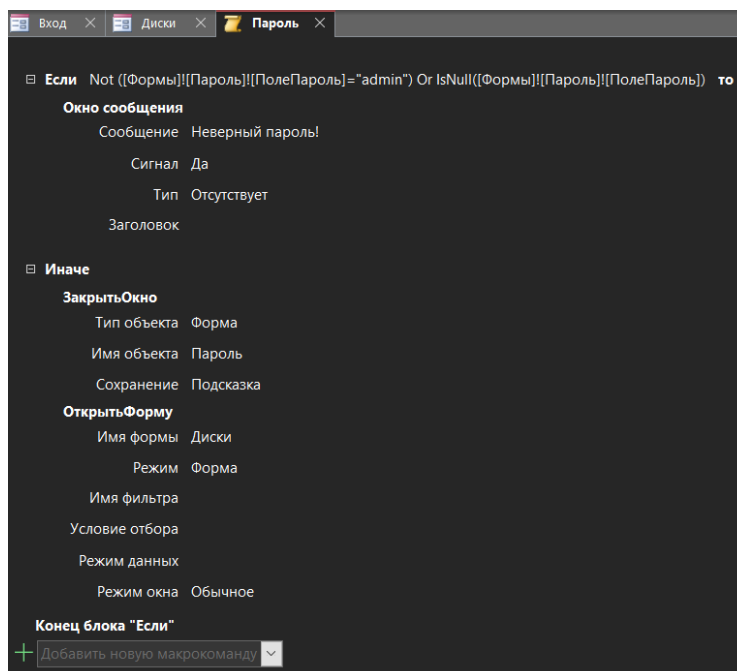 Вход Диски Пароль
Если Not ([Формы]![Пароль]![ПолеПароль]="admin") Or IsNull([Формы]![Пароль]![ПолеПароль]) то
Окно сообщения
Сообщение Неверный пароль!
Сигнал Да
Тип Отсутствует
Заголовок
Иначе
ЗакрытьОкно
Тип объекта Форма
Имя объекта Пароль
Сохранение Подсказка
ОткрытьФорму
Имя формы Диски
Режим Форма
Имя фильтра
Условие отбора
Режим данных
Режим окна Обычное
Конец блока "Если"
Добавить новую макрокоманду